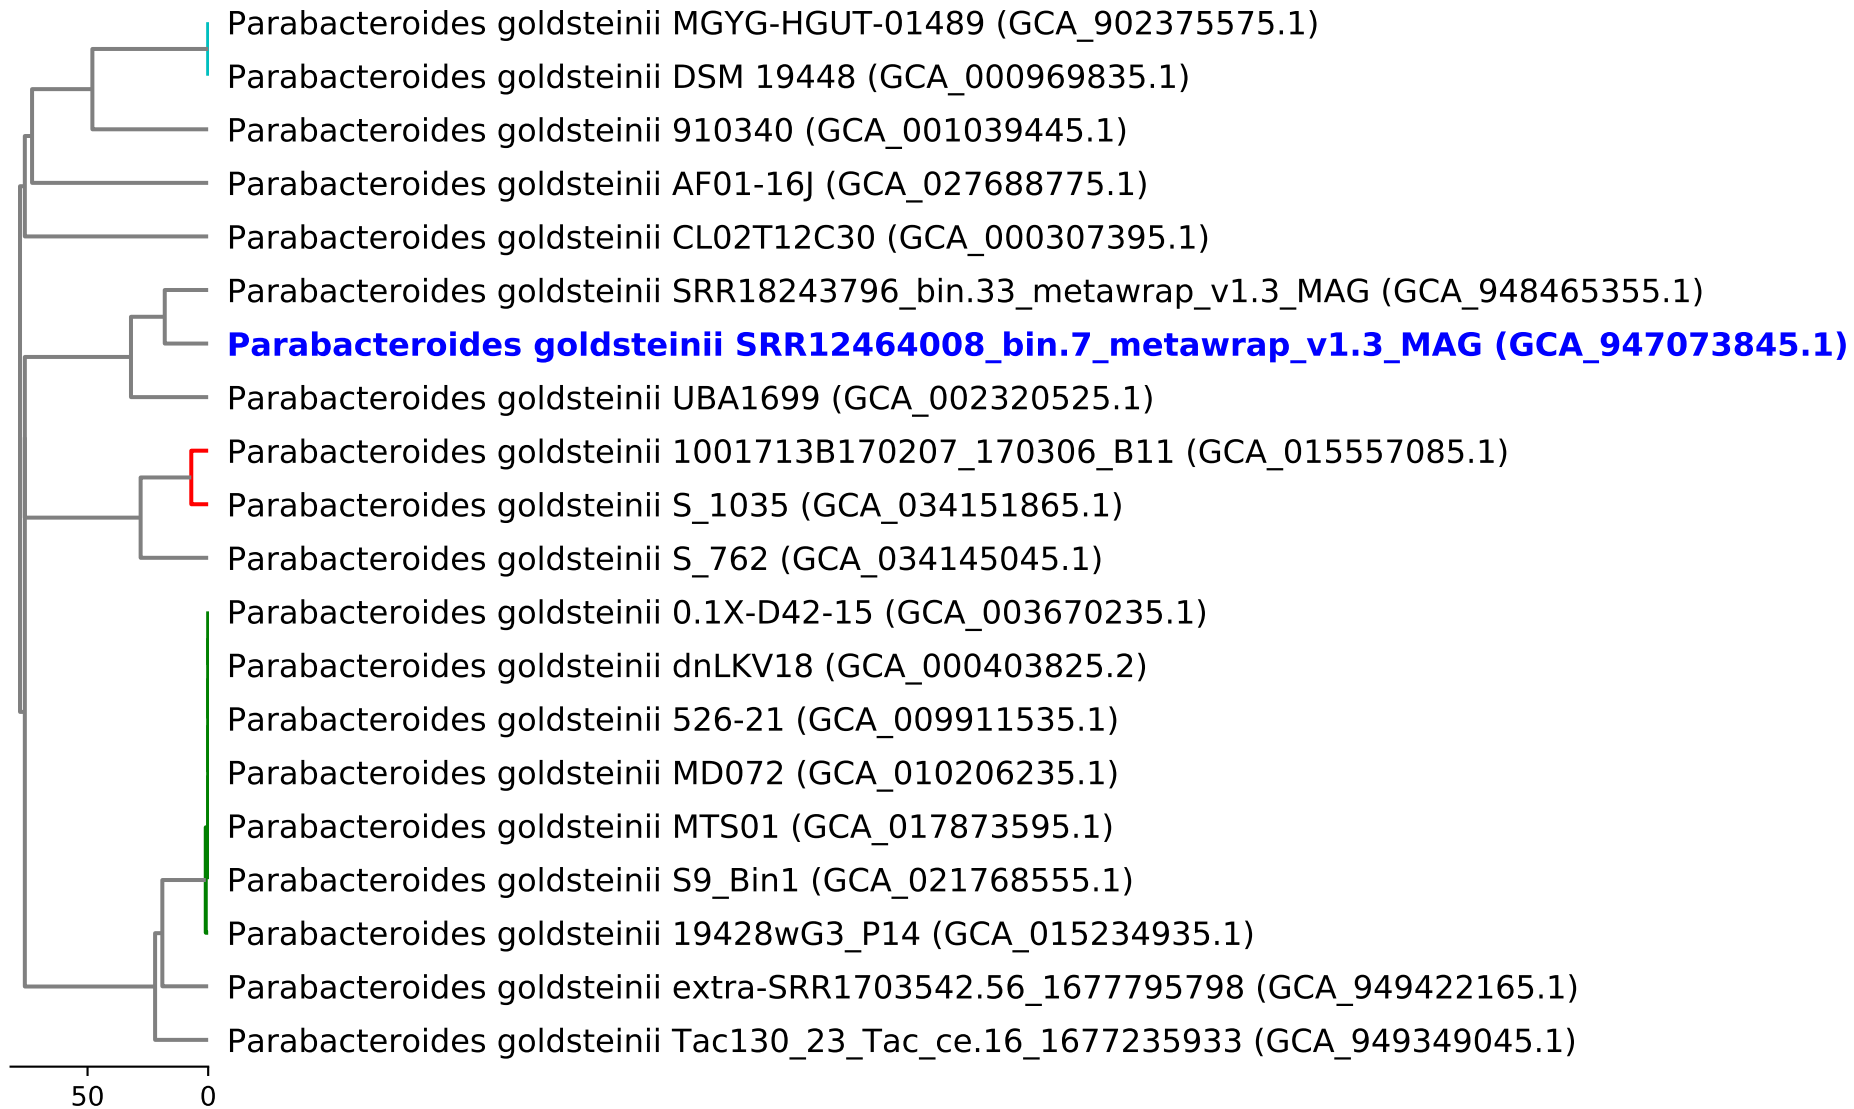 Parabacteroides goldsteinii MGYG-HGUT-01489 (GCA_902375575.1)
Parabacteroides goldsteinii DSM 19448 (GCA_000969835.1)
Parabacteroides goldsteinii 910340 (GCA_001039445.1)
Parabacteroides goldsteinii AF01-16J (GCA_027688775.1)
Parabacteroides goldsteinii CL02T12C30 (GCA_000307395.1)
Parabacteroides goldsteinii SRR18243796_bin.33_metawrap_v1.3_MAG (GCA_948465355.1)
Parabacteroides goldsteinii SRR12464008_bin.7_metawrap_v1.3_MAG (GCA_947073845.1)
Parabacteroides goldsteinii UBA1699 (GCA_002320525.1)
Parabacteroides goldsteinii 1001713B170207_170306_B11 (GCA_015557085.1)
Parabacteroides goldsteinii S_1035 (GCA_034151865.1)
Parabacteroides goldsteinii S_762 (GCA_034145045.1)
Parabacteroides goldsteinii 0.1X-D42-15 (GCA_003670235.1)
Parabacteroides goldsteinii dnLKV18 (GCA_000403825.2)
Parabacteroides goldsteinii 526-21 (GCA_009911535.1)
Parabacteroides goldsteinii MD072 (GCA_010206235.1)
Parabacteroides goldsteinii MTS01 (GCA_017873595.1)
Parabacteroides goldsteinii S9_Bin1 (GCA_021768555.1)
Parabacteroides goldsteinii 19428wG3_P14 (GCA_015234935.1)
Parabacteroides goldsteinii extra-SRR1703542.56_1677795798 (GCA_949422165.1)
Parabacteroides goldsteinii Tac130_23_Tac_ce.16_1677235933 (GCA_949349045.1)
50 0